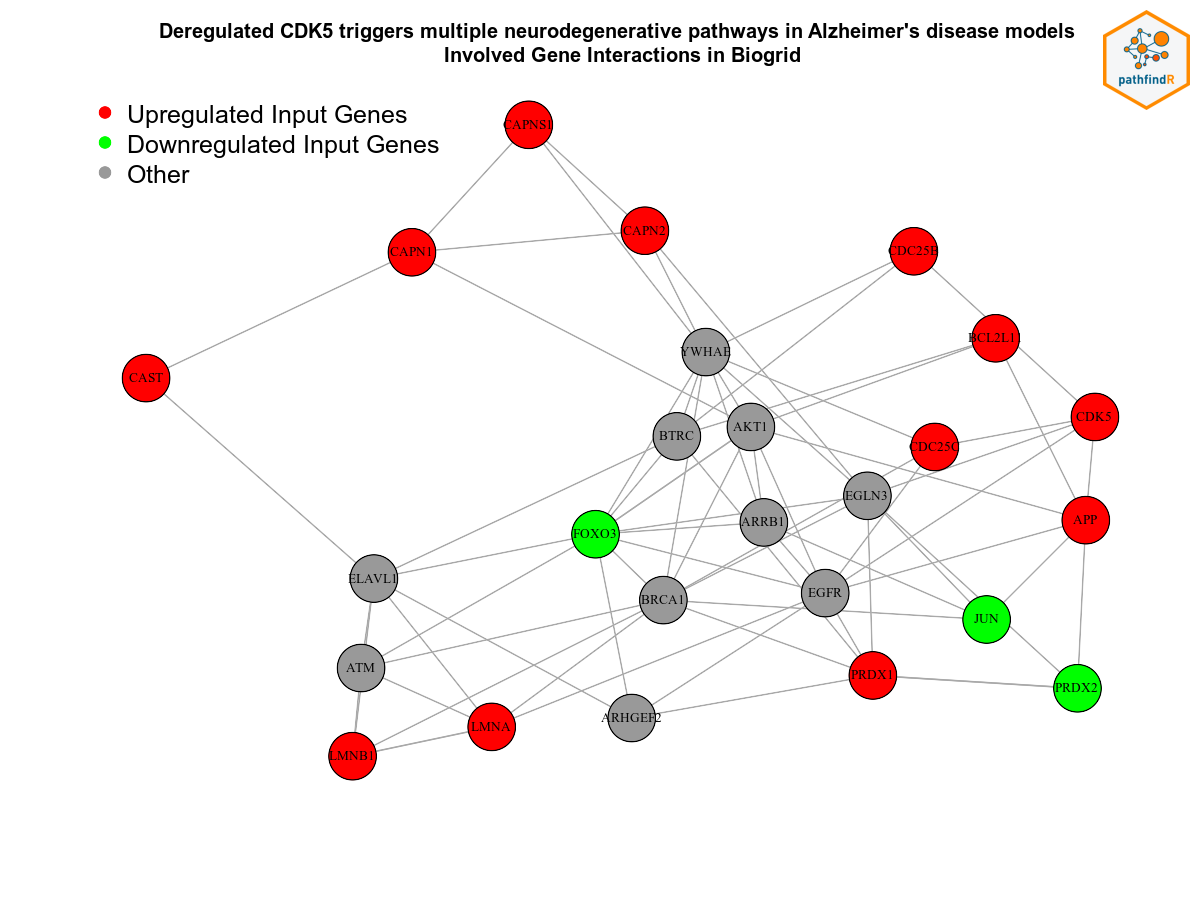 Deregulated CDK5 triggers multiple neurodegenerative pathways in Alzheimer's disease models
Involved Gene Interactions in Biogrid
pathfindR
Upregulated Input Genes
Downregulated Input Genes
Other
CAPNS1
CAPN2
CAPN1
CDC25B
BCL2L1
YWHAE
CAST
CDK5
AKT1
BTRC
CDC25C
EGLN3
APP
ARRB1
FOXO3
ELAVL1
EGFR
BRCA1
JUN
ATM
PRDX1
PRDX2
ARHGEF2
LMNA
LMNB1